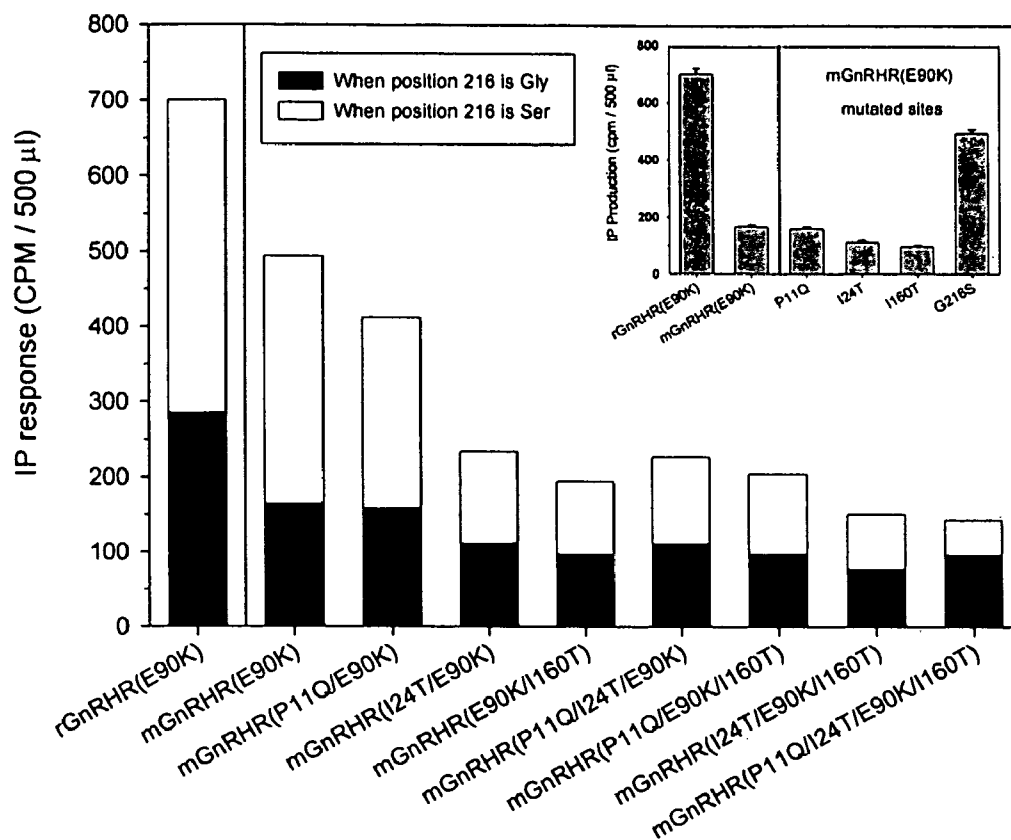 IP response (CPM / 500 µl)
800
700
600
500
400
300
200
100
0
When position 216 is Gly
When position 216 is Ser
rGnRHR(E90K)
mGnRHR(E90K)
mGnRHR(P11Q/E90K)
mGnRHR(I24T/E90K)
mGnRHR(E90K/I160T)
mGnRHR(P11Q/I24T/E90K)
mGnRHR(P11Q/E90K/I160T)
mGnRHR(I24T/E90K/I160T)
mGnRHR(P11Q/I24T/E90K/I160T)
IP Production (cpm / 500 µl)
800
600
400
200
0
mGnRHR(E90K)
mutated sites
rGnRHR(E90K)
mGnRHR(E90K)
P11Q
I24T
I160T
G216S